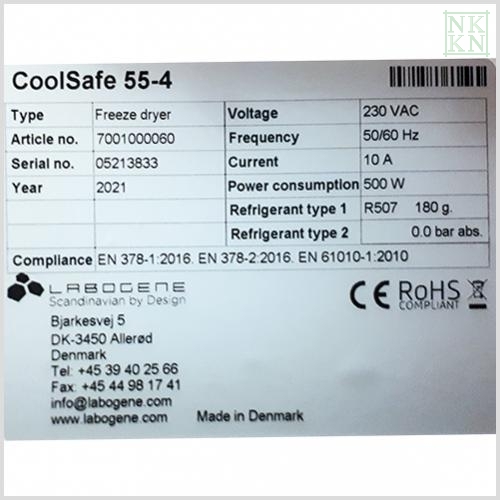 NK
KN
CoolSafe 55-4
Type Freeze dryer Voltage 230 VAC
Article no. 7001000060 Frequency 50/60 Hz
Serial no. 05213833 Current 10 A
Year 2021 Power consumption 500 W
Refrigerant type 1 R507 180 g.
Refrigerant type 2 0.0 bar abs.
Compliance EN 378-1:2016. EN 378-2:2016. EN 61010-1:2010
LABOGENE
Scandinavian by Design
CE RoHS
COMPLIANT
Bjarkesvej 5
DK-3450 Allerød
Denmark
Tel: +45 39 40 25 66
Fax: +45 44 98 17 41
info@labogene.com
www.labogene.com Made in Denmark